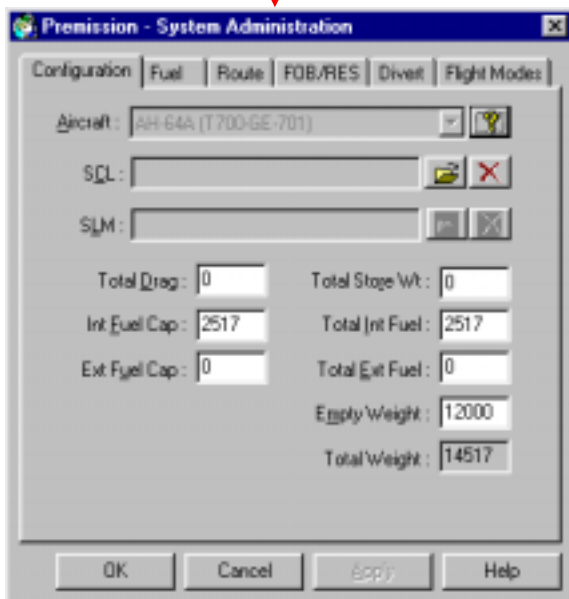 Premission - System Administration
Configuration Fuel Route FOB/RES Divert Flight Modes
Aircraft : AH-64A (T700-GE-701)
SCL :
SLM :
Total Drag : 0 Total Store Wt : 0
Int Fuel Cap : 2517 Total Int Fuel : 2517
Ext Fuel Cap : 0 Total Ext Fuel : 0
Empty Weight : 12000
Total Weight : 14517
OK Cancel Apply Help